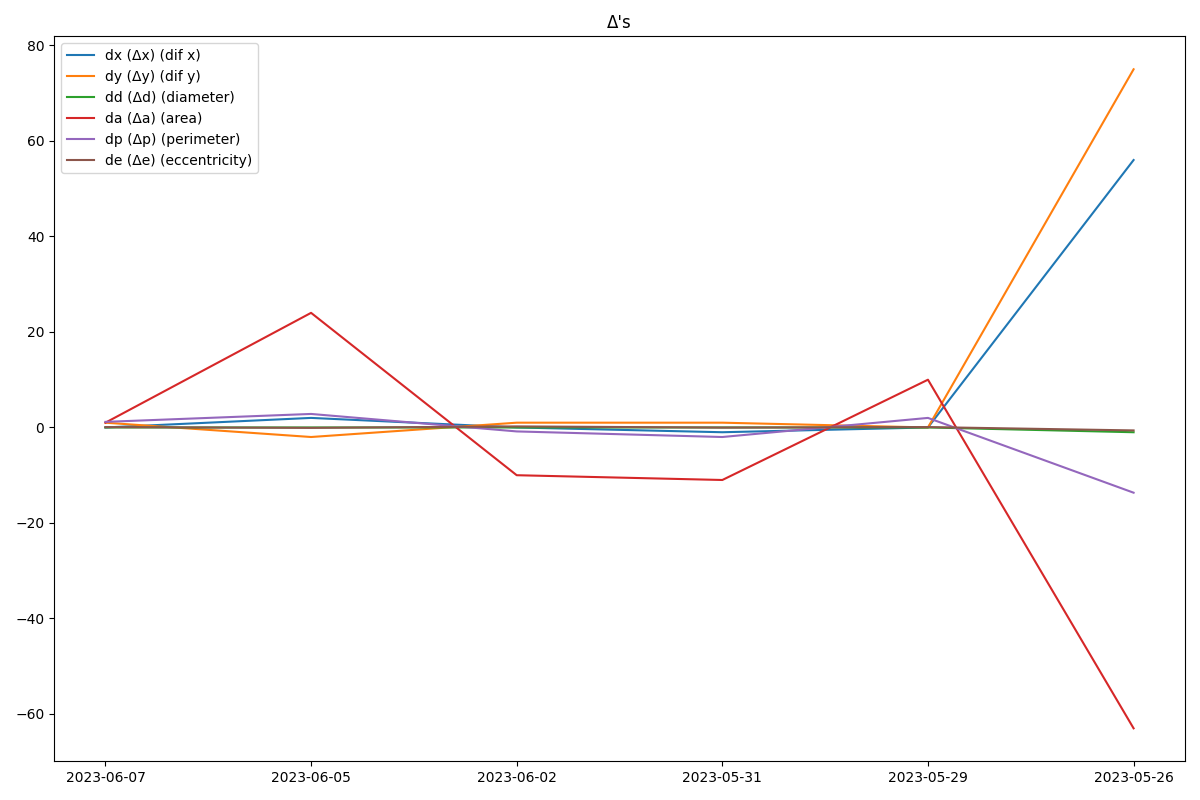 Δ's
dx (Δx) (dif x)
dy (Δy) (dif y)
dd (Δd) (diameter)
da (Δa) (area)
dp (Δp) (perimeter)
de (Δe) (eccentricity)
80
60
40
20
0
−20
−40
−60
2023-06-07 2023-06-05 2023-06-02 2023-05-31 2023-05-29 2023-05-26